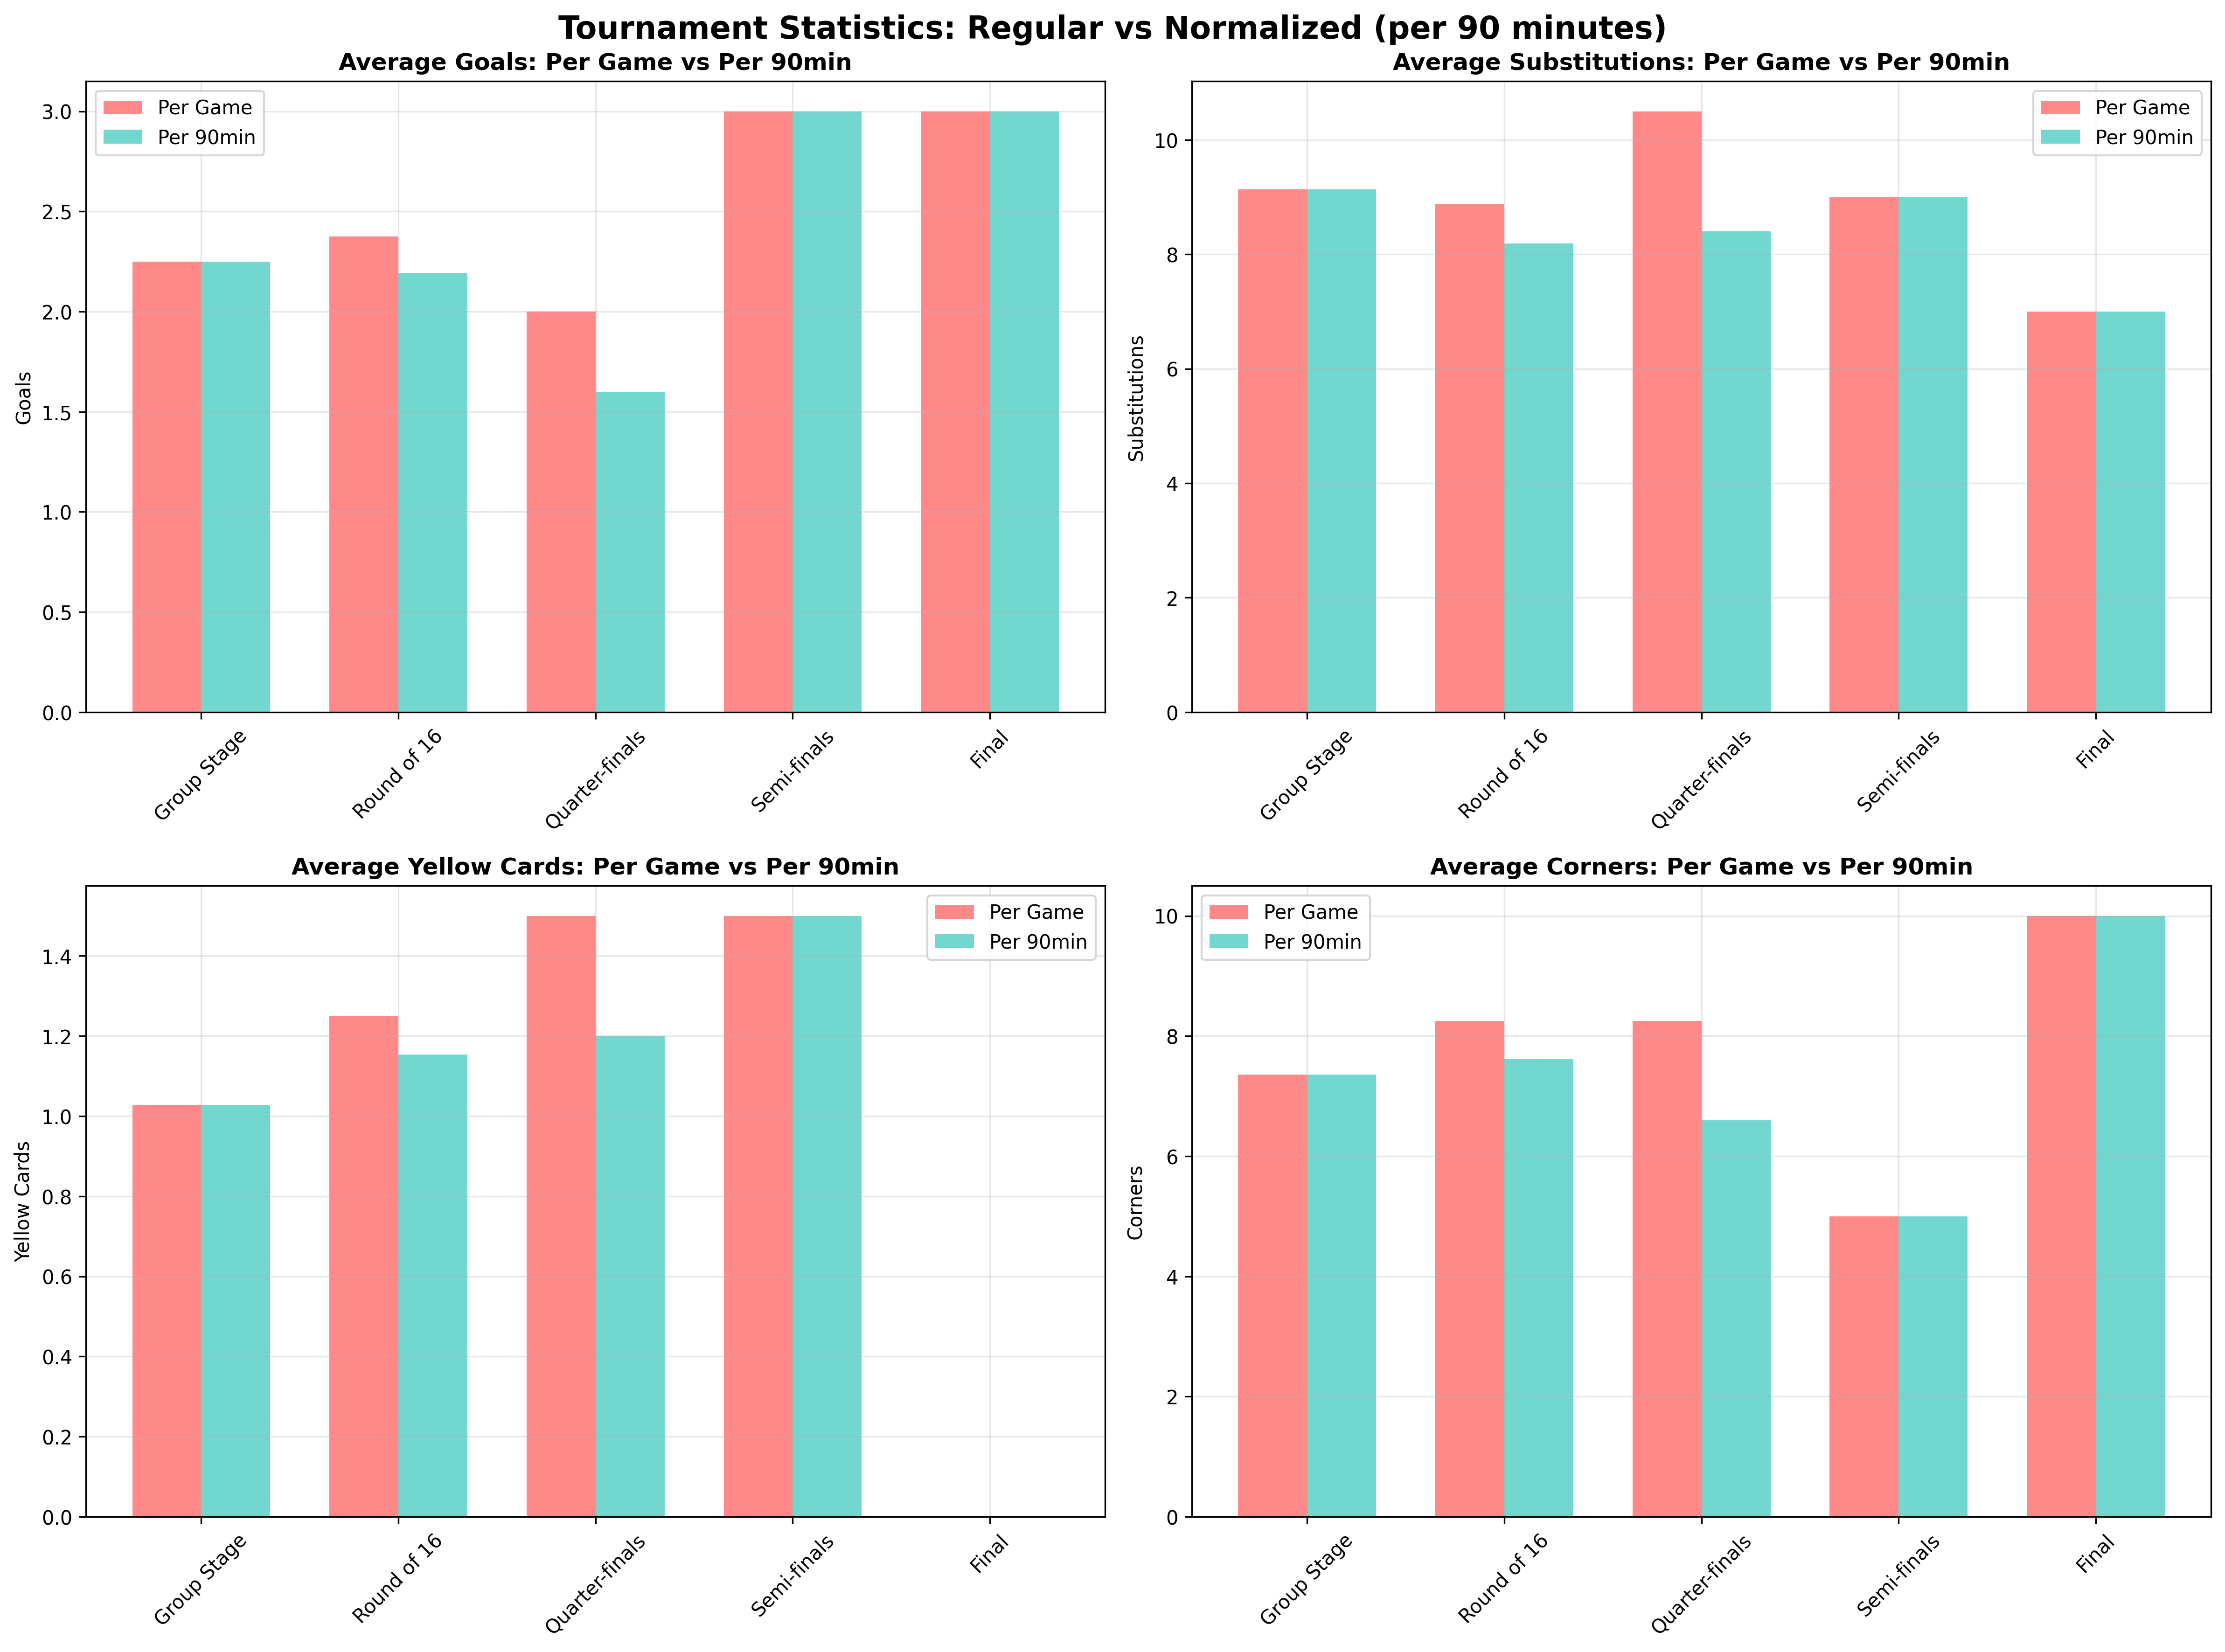 Tournament Statistics: Regular vs Normalized (per 90 minutes)
Average Goals: Per Game vs Per 90min
Per Game
Per 90min
Goals
3.0
2.5
2.0
1.5
1.0
0.5
0.0
Group Stage
Round of 16
Quarter-finals
Semi-finals
Final
Average Substitutions: Per Game vs Per 90min
Per Game
Per 90min
Substitutions
10
8
6
4
2
0
Group Stage
Round of 16
Quarter-finals
Semi-finals
Final
Average Yellow Cards: Per Game vs Per 90min
Per Game
Per 90min
Yellow Cards
1.4
1.2
1.0
0.8
0.6
0.4
0.2
0.0
Group Stage
Round of 16
Quarter-finals
Semi-finals
Final
Average Corners: Per Game vs Per 90min
Per Game
Per 90min
Corners
10
8
6
4
2
0
Group Stage
Round of 16
Quarter-finals
Semi-finals
Final